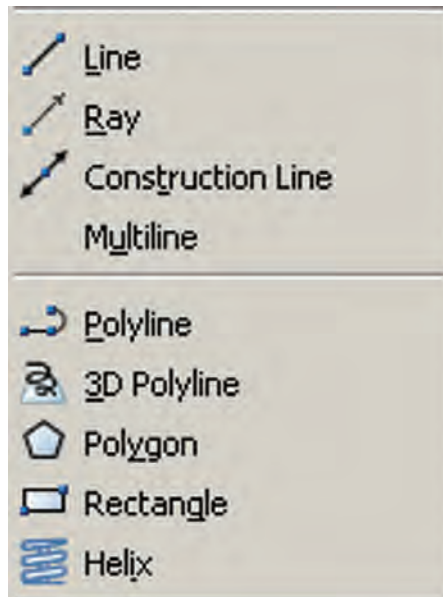 Line
Ray
Construction Line
Multiline
Polyline
3D Polyline
Polygon
Rectangle
Helix